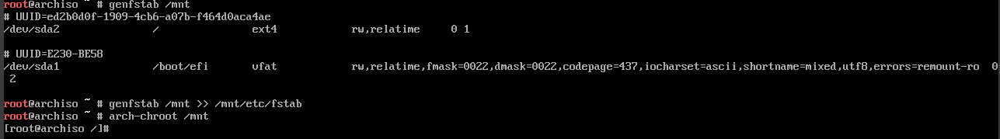 root@archiso ~ # genfstab /mnt
# UUID=ed2b0d0f-1909-4cb6-a07b-f464d0aca4ae
/dev/sda2 / ext4 rw,relatime 0 1
# UUID=E230-BE58
/dev/sda1 /boot/efi vfat rw,relatime,fmask=0022,dmask=0022,codepage=437,iocharset=ascii,shortname=mixed,utf8,errors=remount-ro 0
2
root@archiso ~ # genfstab /mnt >> /mnt/etc/fstab
root@archiso ~ # arch-chroot /mnt
[root@archiso /]#